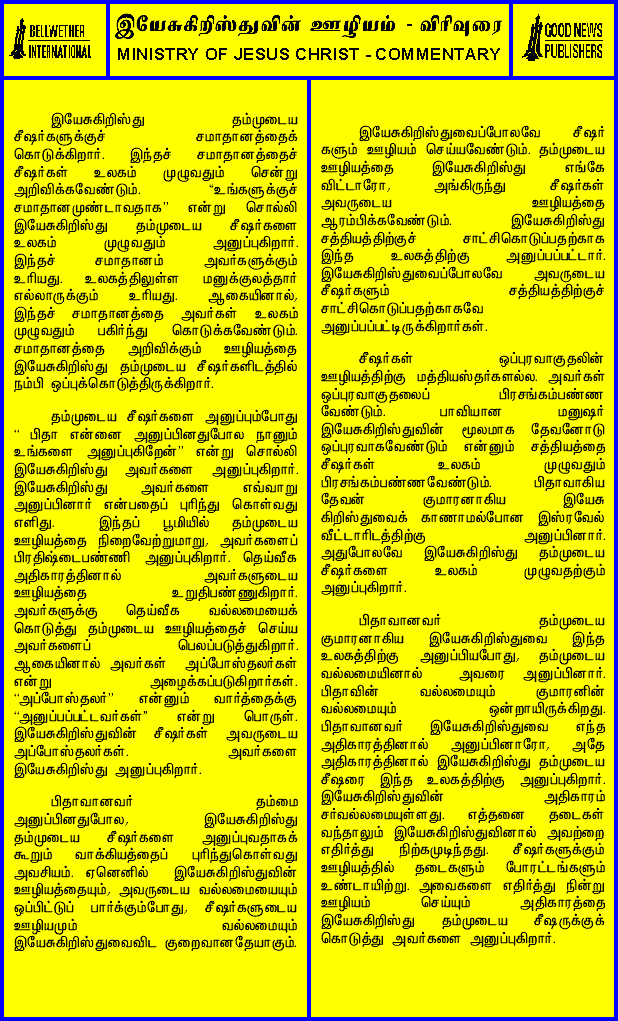 BELLWETHER
INTERNATIONAL
இயேசுகிறிஸ்துவின் ஊழியம் - விரிவுரை
MINISTRY OF JESUS CHRIST - COMMENTARY
GOOD NEWS
PUBLISHERS
இயேசுகிறிஸ்து தம்முடைய
சீஷர்களுக்குச் சமாதானத்தைக்
கொடுக்கிறார். இந்தச் சமாதானத்தைச்
சீஷர்கள் உலகம் முழுவதும் சென்று
அறிவிக்கவேண்டும். “உங்களுக்குச்
சமாதானமுண்டாவதாக” என்று சொல்லி
இயேசுகிறிஸ்து தம்முடைய சீஷர்களை
உலகம் முழுவதும் அனுப்புகிறார்.
இந்தச் சமாதானம் அவர்களுக்கும்
உரியது. உலகத்திலுள்ள மனுக்குலத்தார்
எல்லாருக்கும் உரியது. ஆகையினால்,
இந்தச் சமாதானத்தை அவர்கள் உலகம்
முழுவதும் பகிர்ந்து கொடுக்கவேண்டும்.
சமாதானத்தை அறிவிக்கும் ஊழியத்தை
இயேசுகிறிஸ்து தம்முடைய சீஷர்களிடத்தில்
நம்பி ஒப்புக்கொடுத்திருக்கிறார்.
தம்முடைய சீஷர்களை அனுப்பும்போது
“ பிதா என்னை அனுப்பினதுபோல நானும்
உங்களை அனுப்புகிறேன்” என்று சொல்லி
இயேசுகிறிஸ்து அவர்களை அனுப்புகிறார்.
இயேசுகிறிஸ்து அவர்களை எவ்வாறு
அனுப்பினார் என்பதைப் புரிந்து கொள்வது
எளிது. இந்தப் பூமியில் தம்முடைய
ஊழியத்தை நிறைவேற்றுமாறு, அவர்களைப்
பிரதிஷ்டைபண்ணி அனுப்புகிறார். தெய்வீக
அதிகாரத்தினால் அவர்களுடைய
ஊழியத்தை உறுதிபண்ணுகிறார்.
அவர்களுக்கு தெய்வீக வல்லமையைக்
கொடுத்து தம்முடைய ஊழியத்தைச் செய்ய
அவர்களைப் பெலப்படுத்துகிறார்.
ஆகையினால் அவர்கள் அப்போஸ்தலர்கள்
என்று அழைக்கப்படுகிறார்கள்.
“அப்போஸ்தலர்” என்னும் வார்த்தைக்கு
“அனுப்பப்பட்டவர்கள்” என்று பொருள்.
இயேசுகிறிஸ்துவின் சீஷர்கள் அவருடைய
அப்போஸ்தலர்கள். அவர்களை
இயேசுகிறிஸ்து அனுப்புகிறார்.
பிதாவானவர் தம்மை
அனுப்பினதுபோல, இயேசுகிறிஸ்து
தம்முடைய சீஷர்களை அனுப்புவதாகக்
கூறும் வாக்கியத்தைப் புரிந்துகொள்வது
அவசியம். ஏனெனில் இயேசுகிறிஸ்துவின்
ஊழியத்தையும், அவருடைய வல்லமையையும்
ஒப்பிட்டுப் பார்க்கும்போது, சீஷர்களுடைய
ஊழியமும் வல்லமையும்
இயேசுகிறிஸ்துவைவிட குறைவானதேயாகும்.
இயேசுகிறிஸ்துவைப்போலவே சீஷர்
களும் ஊழியம் செய்யவேண்டும். தம்முடைய
ஊழியத்தை இயேசுகிறிஸ்து எங்கே
விட்டாரோ, அங்கிருந்து சீஷர்கள்
அவருடைய ஊழியத்தை
ஆரம்பிக்கவேண்டும். இயேசுகிறிஸ்து
சத்தியத்திற்குச் சாட்சிகொடுப்பதற்காக
இந்த உலகத்திற்கு அனுப்பப்பட்டார்.
இயேசுகிறிஸ்துவைப்போலவே அவருடைய
சீஷர்களும் சத்தியத்திற்குச்
சாட்சிகொடுப்பதற்காகவே
அனுப்பப்பட்டிருக்கிறார்கள்.
சீஷர்கள் ஒப்புரவாகுதலின்
ஊழியத்திற்கு மத்தியஸ்தர்களல்ல. அவர்கள்
ஒப்புரவாகுதலைப் பிரசங்கம்பண்ண
வேண்டும். பாவியான மனுஷர்
இயேசுகிறிஸ்துவின் மூலமாக தேவனோடு
ஒப்புரவாகவேண்டும் என்னும் சத்தியத்தை
சீஷர்கள் உலகம் முழுவதும்
பிரசங்கம்பண்ணவேண்டும். பிதாவாகிய
தேவன் குமாரனாகிய இயேசு
கிறிஸ்துவைக் காணாமல்போன இஸ்ரவேல்
வீட்டாரிடத்திற்கு அனுப்பினார்.
அதுபோலவே இயேசுகிறிஸ்து தம்முடைய
சீஷர்களை உலகம் முழுவதற்கும்
அனுப்புகிறார்.
பிதாவானவர் தம்முடைய
குமாரனாகிய இயேசுகிறிஸ்துவை இந்த
உலகத்திற்கு அனுப்பியபோது, தம்முடைய
வல்லமையினால் அவரை அனுப்பினார்.
பிதாவின் வல்லமையும் குமாரனின்
வல்லமையும் ஒன்றாயிருக்கிறது.
பிதாவானவர் இயேசுகிறிஸ்துவை எந்த
அதிகாரத்தினால் அனுப்பினாரோ, அதே
அதிகாரத்தினால் இயேசுகிறிஸ்து தம்முடைய
சீஷரை இந்த உலகத்திற்கு அனுப்புகிறார்.
இயேசுகிறிஸ்துவின் அதிகாரம்
சர்வவல்லமையுள்ளது. எத்தனை தடைகள்
வந்தாலும் இயேசுகிறிஸ்துவினால் அவற்றை
எதிர்த்து நிற்கமுடிந்தது. சீஷர்களுக்கும்
ஊழியத்தில் தடைகளும் போரட்டங்களும்
உண்டாயிற்று. அவைகளை எதிர்த்து நின்று
ஊழியம் செய்யும் அதிகாரத்தை
இயேசுகிறிஸ்து தம்முடைய சீஷருக்குக்
கொடுத்து அவர்களை அனுப்புகிறார்.